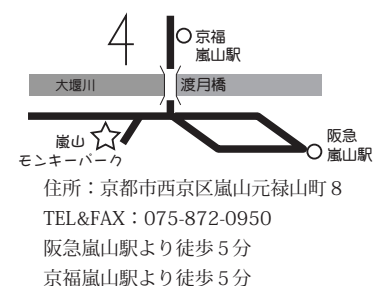 4
京福
嵐山駅
大堰川
渡月橋
嵐山
モンキーパーク
阪急
嵐山駅
住所：京都市西京区嵐山元禄山町８
TEL&FAX：075-872-0950
阪急嵐山駅より徒歩５分
京福嵐山駅より徒歩５分